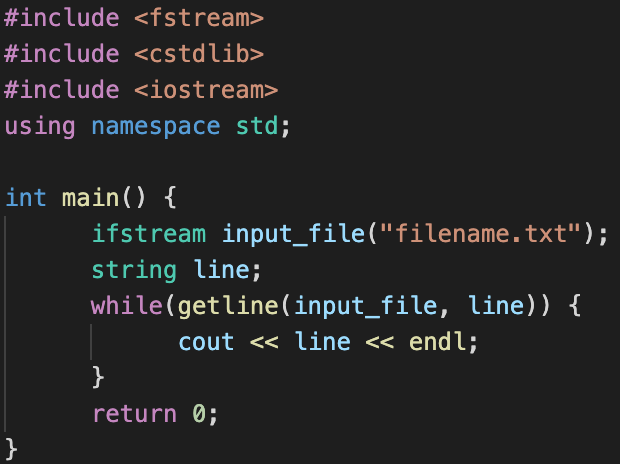 #include <fstream>
#include <cstdlib>
#include <iostream>
using namespace std;
int main() {
ifstream input_file("filename.txt");
string line;
while(getline(input_file, line)) {
cout << line << endl;
}
return 0;
}